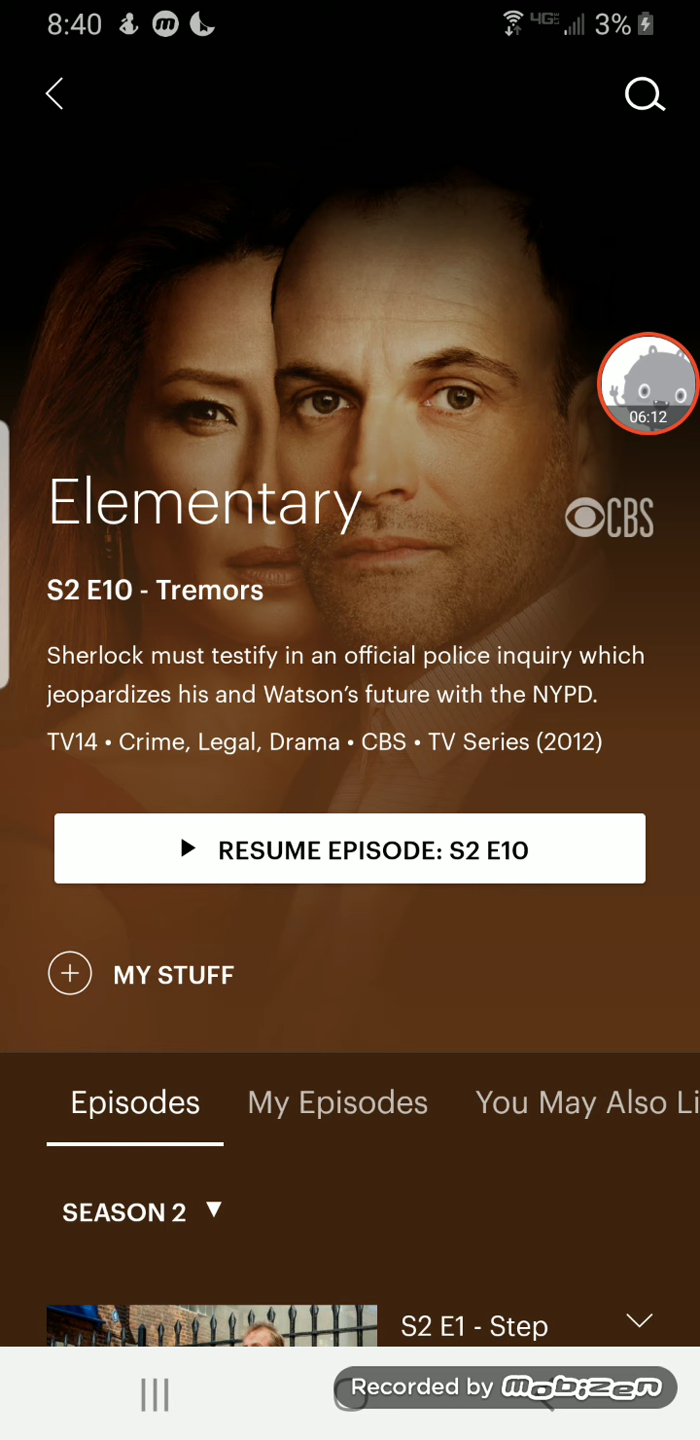 8:40 m 4G 3%
06:12
Elementary
CBS
S2 E10 - Tremors
Sherlock must testify in an official police inquiry which
jeopardizes his and Watson’s future with the NYPD.
TV14 • Crime, Legal, Drama • CBS • TV Series (2012)
RESUME EPISODE: S2 E10
MY STUFF
Episodes My Episodes You May Also Li
SEASON 2
S2 E1 - Step
Recorded by mobizen